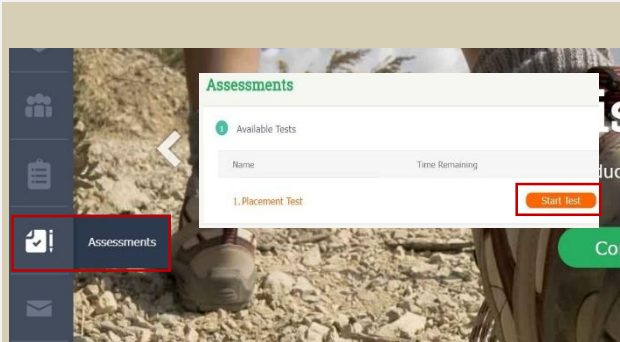 Assessments
1 Available Tests
Name Time Remaining
1. Placement Test Start Test
Assessments